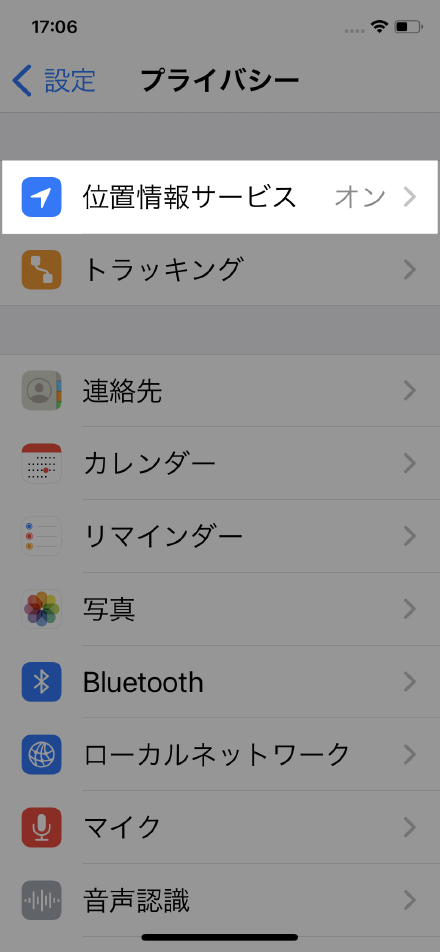 17:06
設定 プライバシー
位置情報サービス オン
トラッキング
連絡先
カレンダー
リマインダー
写真
Bluetooth
ローカルネットワーク
マイク
音声認識